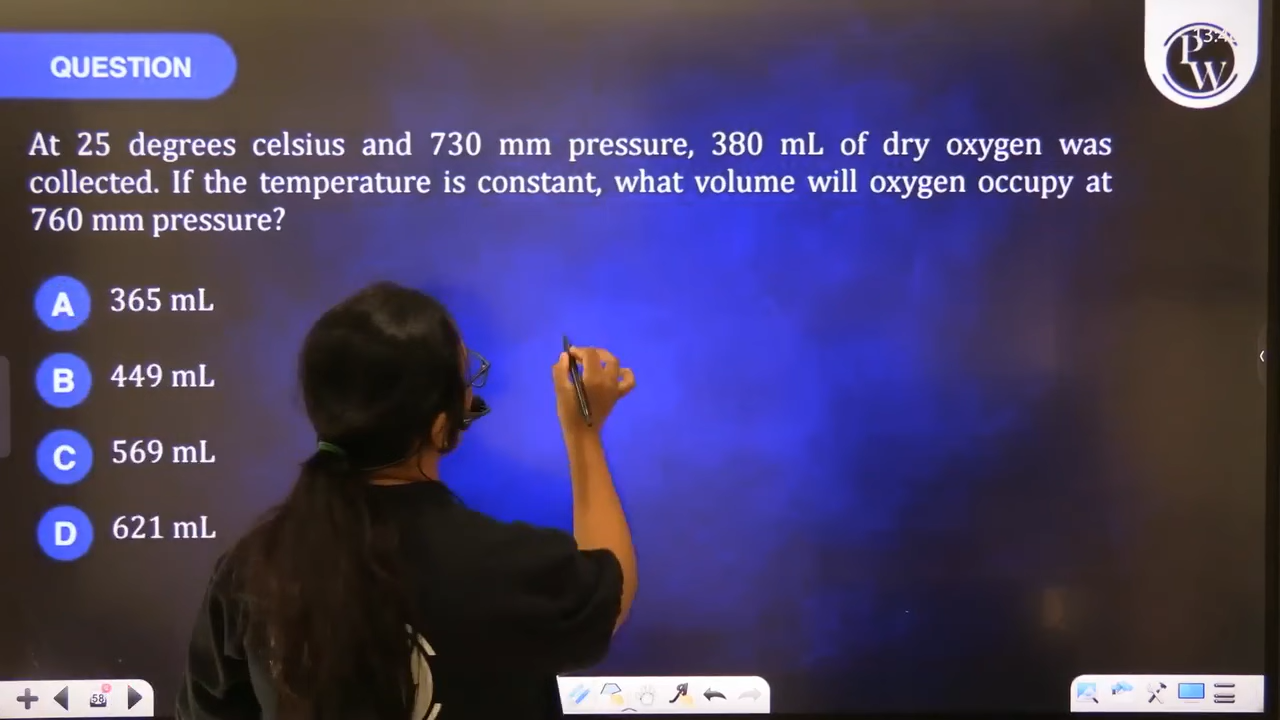 QUESTION
PW
At 25 degrees celsius and 730 mm pressure, 380 mL of dry oxygen was
collected. If the temperature is constant, what volume will oxygen occupy at
760 mm pressure?
A 365 mL
B 449 mL
C 569 mL
D 621 mL
58